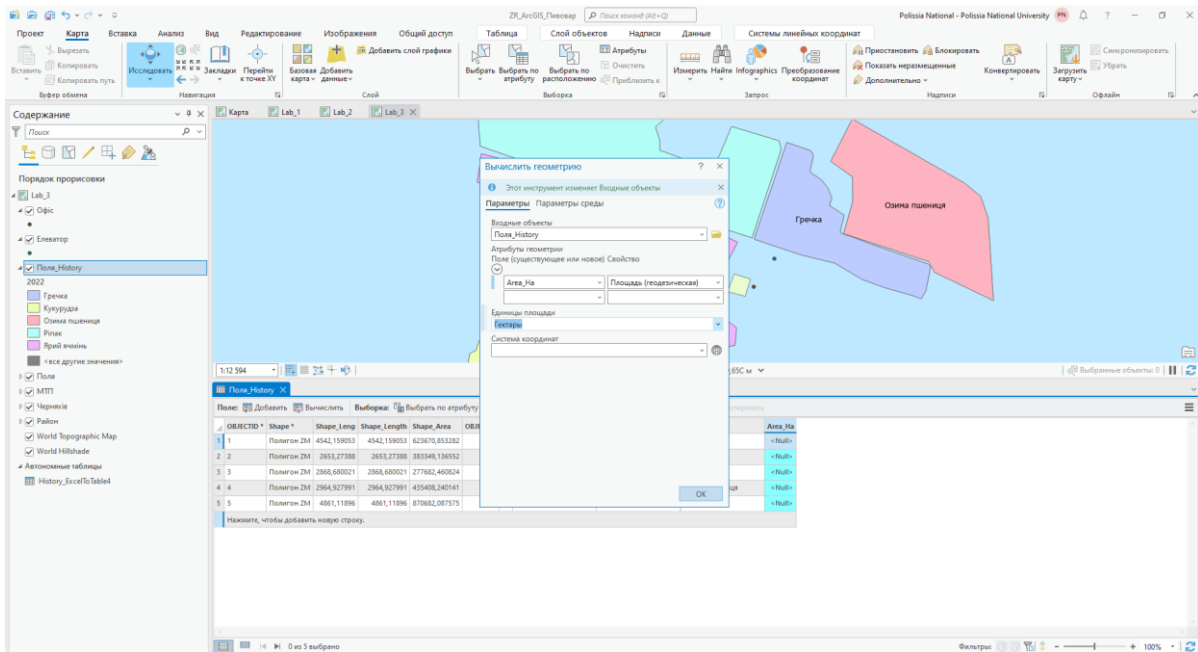 ZR_ArcGIS_Пивовар
Поиск команд (Alt+Q)
Polissia National - Polissia National University
PN
?
Проект
Карта
Вставка
Анализ
Вид
Редактирование
Изображения
Общий доступ
Таблица
Слой объектов
Надписи
Данные
Системы линейных координат
Вставить
Вырезать
Копировать
Копировать путь
Буфер обмена
Исследовать
Закладки
Перейти к точке XY
Навигация
Базовая карта
Добавить данные
Добавить слой графики
Слой
Выбрать
Выбрать по атрибуту
Выбрать по расположению
Атрибуты
Очистить
Приблизить к
Выборка
Измерить
Найти
Infographics
Преобразование координат
Запрос
Приостановить
Блокировать
Показать неразмещенные
Дополнительно
Конвертировать
Надписи
Загрузить карту
Синхронизировать
Убрать
Офлайн
Содержание
Поиск
Порядок прорисовки
Lab_3
Офіс
Елеватор
Поля_History
2022
Гречка
Кукурудза
Озима пшениця
Ріпак
Ярий ячмінь
<все другие значения>
Поля
МТП
Черняхів
Район
World Topographic Map
World Hillshade
Автономные таблицы
History_ExcelToTable4
Карта
Lab_1
Lab_2
Lab_3
Гречка
Озима пшениця
Вычислить геометрию
?
Этот инструмент изменяет Входные объекты
Параметры Параметры среды
Входные объекты
Поля_History
Атрибуты геометрии
Поле (существующее или новое) Свойство
Area_Ha
Площадь (геодезическая)
Единицы площади
Гектары
Система координат
OK
1:12 594
Выбранные объекты: 0
Поля_History
Поле: Добавить Вычислить Выборка: Выбрать по атрибуту
OBJECTID * Shape * Shape_Leng Shape_Length Shape_Area Area_Ha
1 1 Полигон ZM 4542,159053 4542,159053 623670,853282 <Null>
2 2 Полигон ZM 2653,27388 2653,27388 383349,136552 <Null>
3 3 Полигон ZM 2868,680021 2868,680021 277682,460824 <Null>
4 4 Полигон ZM 2964,927991 2964,927991 435408,240141 <Null>
5 5 Полигон ZM 4861,11896 4861,11896 870682,087575 <Null>
Нажмите, чтобы добавить новую строку.
0 из 5 выбрано
Фильтры:
100%